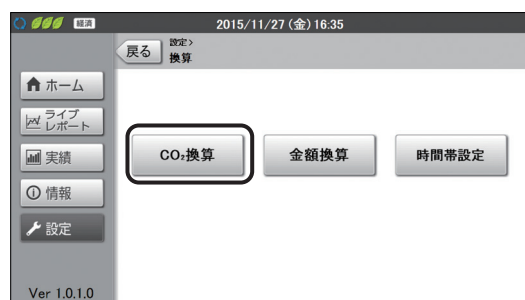 経済
2015/11/27 (金) 16:35
戻る
設定>
換算
ホーム
ライブ
レポート
実績
情報
設定
CO₂換算
金額換算
時間帯設定
Ver 1.0.1.0